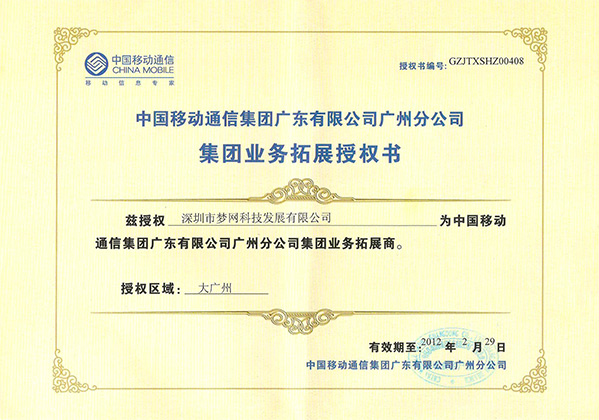 中国移动通信
CHINA MOBILE
移动信息专家
授权书编号: GZJTXSHZ00408
中国移动通信集团广东有限公司广州分公司
集团业务拓展授权书
兹授权 深圳市梦网科技发展有限公司 为中国移动
通信集团广东有限公司广州分公司集团业务拓展商。
授权区域: 大广州
有效期至: 2012 年 2 月 29 日
中国移动通信集团广东有限公司广州分公司